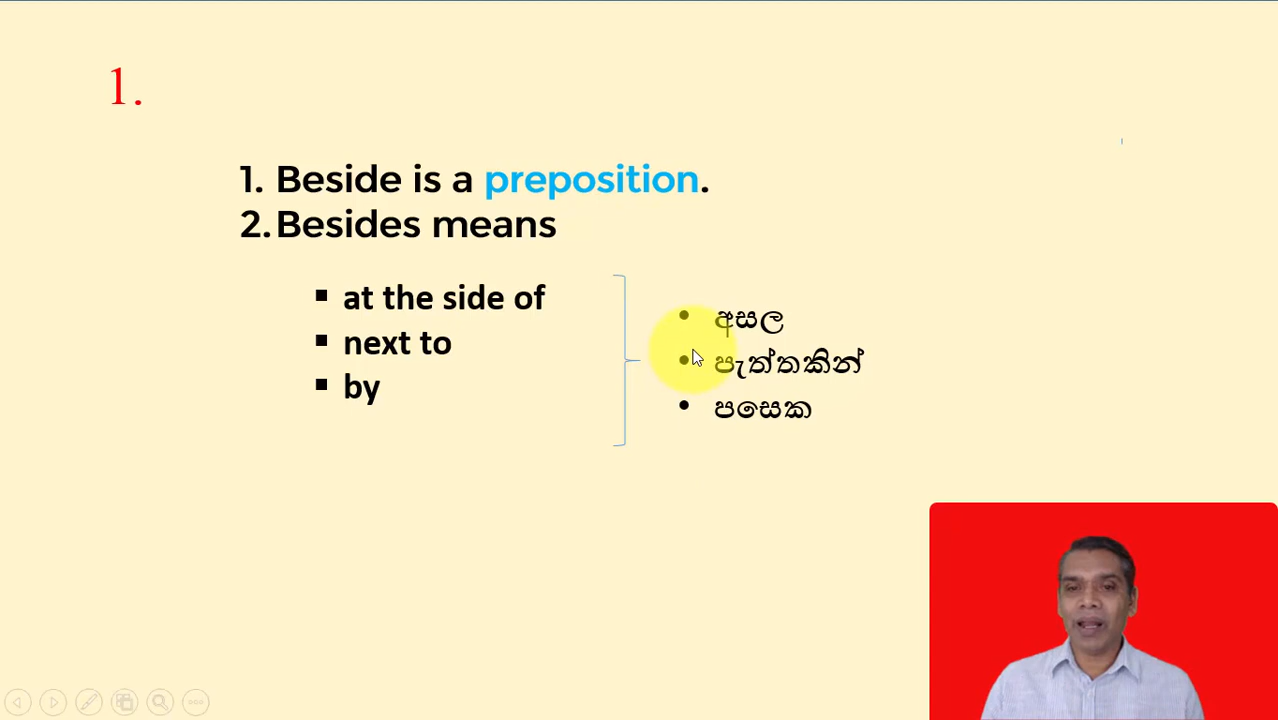 1.
1. Beside is a preposition.
2. Besides means
▪ at the side of
▪ next to
▪ by
• අසල
• පැත්තකින්
• පසෙක